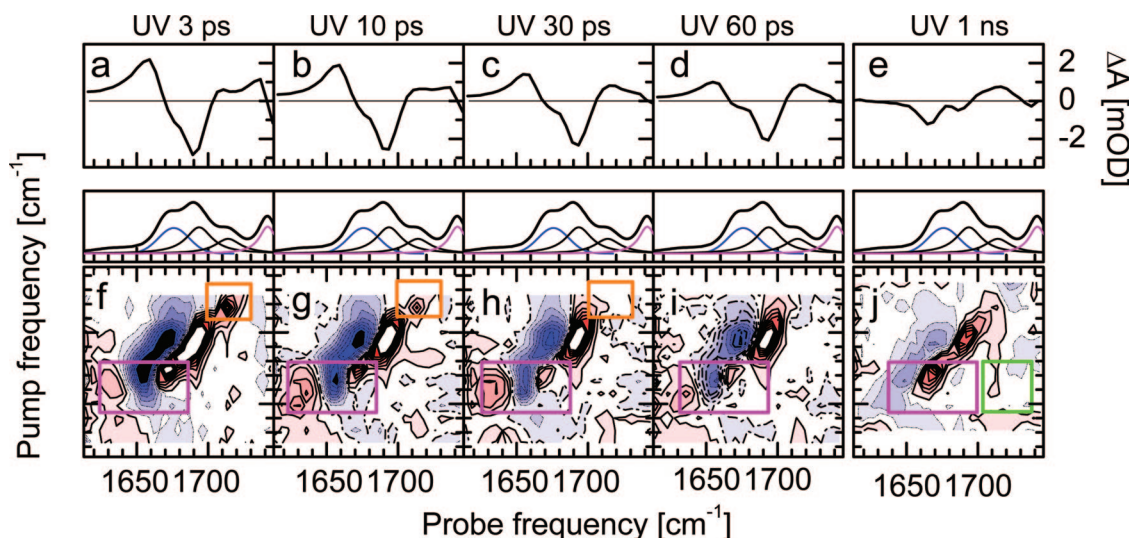 UV 3 ps UV 10 ps UV 30 ps UV 60 ps UV 1 ns
a b c d e
2
0
-2
ΔA [mOD]
Pump frequency [cm⁻¹]
f g h i j
1650 1700 1650 1700 1650 1700 1650 1700 1650 1700
Probe frequency [cm⁻¹]